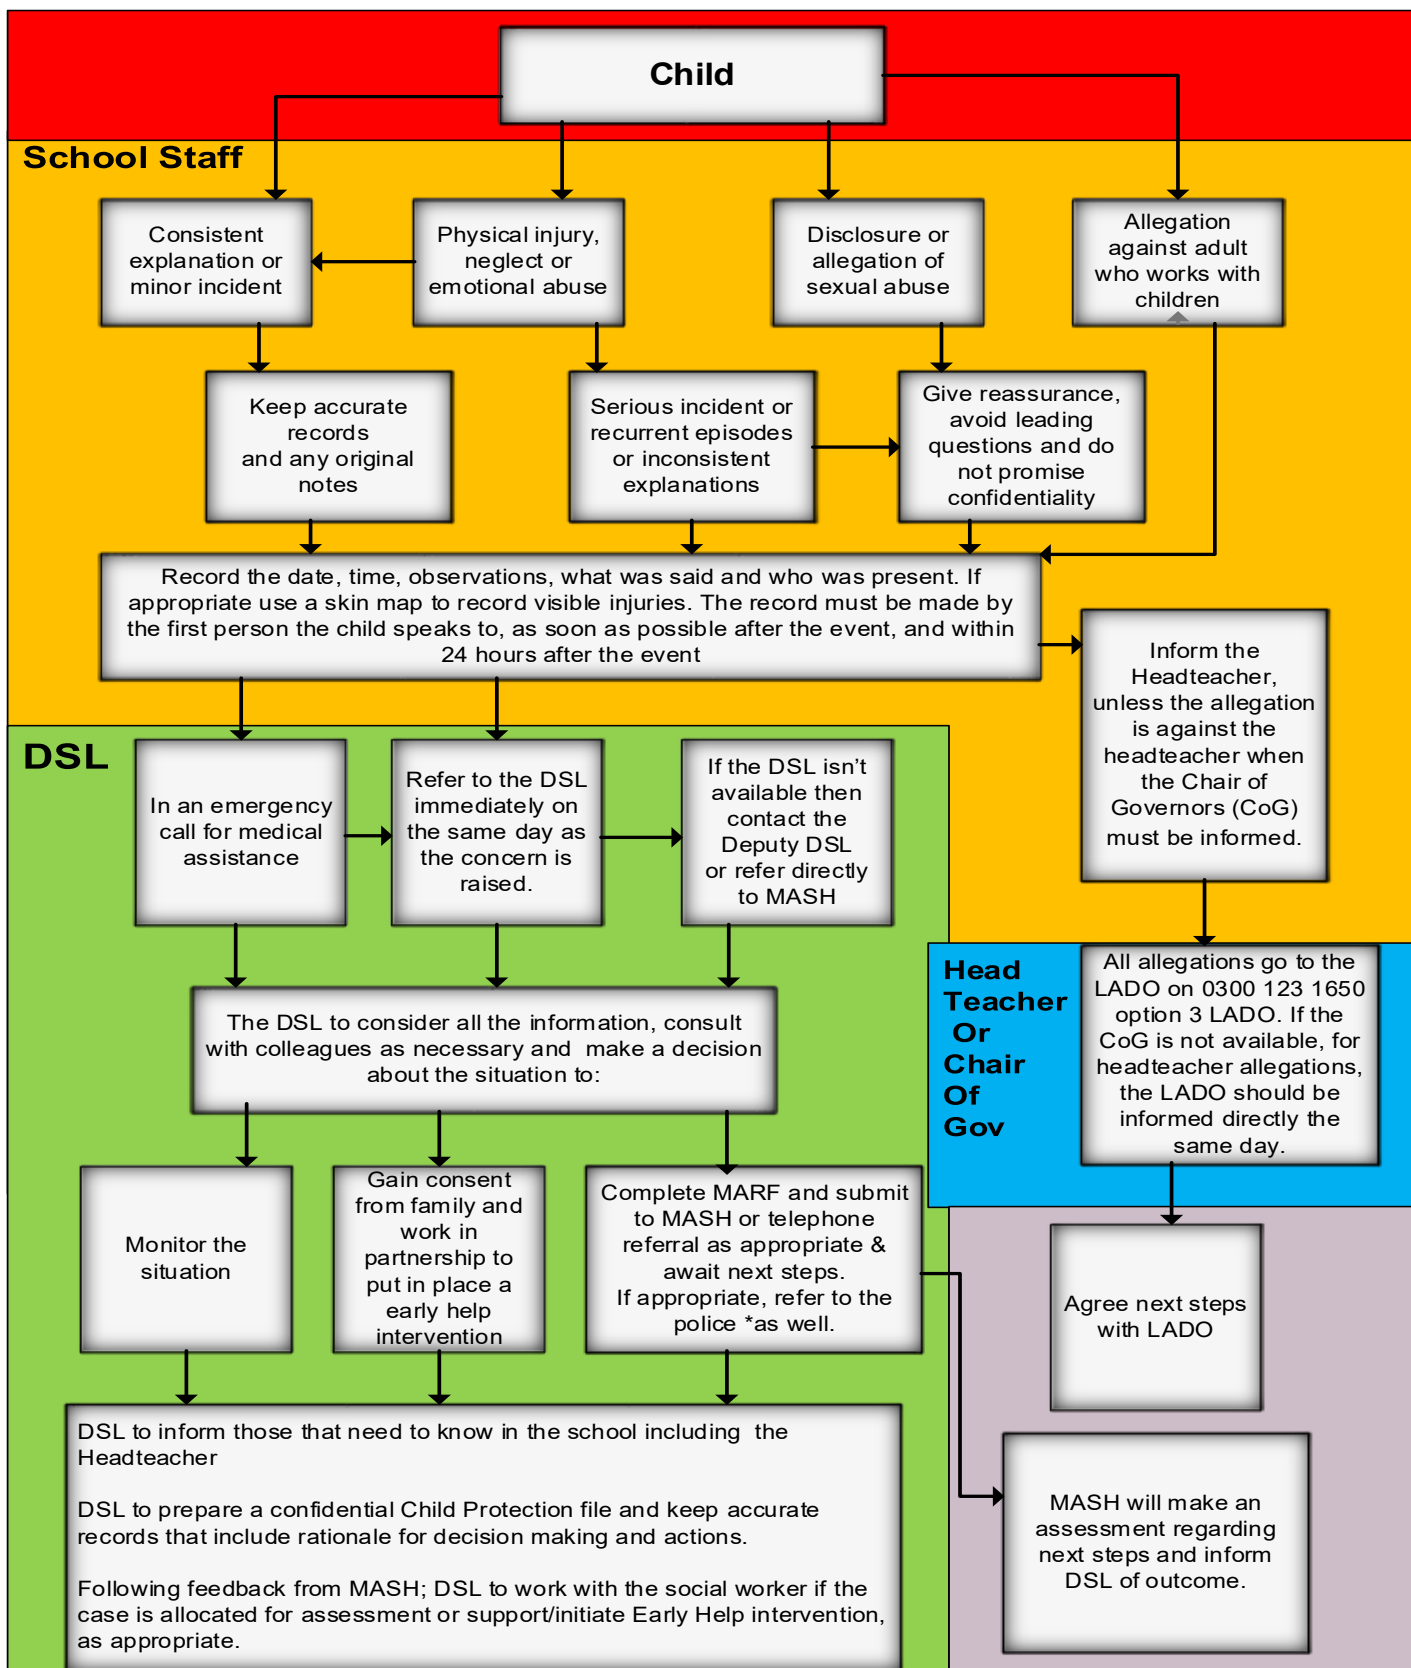 Child
School Staff
Consistent
explanation or
minor incident
Physical injury,
neglect or
emotional abuse
Disclosure or
allegation of
sexual abuse
Allegation
against adult
who works with
children
Keep accurate
records
and any original
notes
Serious incident or
recurrent episodes
or inconsistent
explanations
Give reassurance,
avoid leading
questions and do
not promise
confidentiality
Record the date, time, observations, what was said and who was present. If
appropriate use a skin map to record visible injuries. The record must be made by
the first person the child speaks to, as soon as possible after the event, and within
24 hours after the event
Inform the
Headteacher,
unless the allegation
is against the
headteacher when
the Chair of
Governors (CoG)
must be informed.
DSL
In an emergency
call for medical
assistance
Refer to the DSL
immediately on
the same day as
the concern is
raised.
If the DSL isn't
available then
contact the
Deputy DSL
or refer directly
to MASH
Head
Teacher
Or
Chair
Of
Gov
All allegations go to the
LADO on 0300 123 1650
option 3 LADO. If the
CoG is not available, for
headteacher allegations,
the LADO should be
informed directly the
same day.
The DSL to consider all the information, consult
with colleagues as necessary and  make a decision
about the situation to:
Monitor the
situation
Gain consent
from family and
work in
partnership to
put in place a
early help
intervention
Complete MARF and submit
to MASH or telephone
referral as appropriate &
await next steps.
If appropriate, refer to the
police *as well.
Agree next steps
with LADO
DSL to inform those that need to know in the school including  the
Headteacher
DSL to prepare a confidential Child Protection file and keep accurate
records that include rationale for decision making and actions.
Following feedback from MASH; DSL to work with the social worker if the
case is allocated for assessment or support/initiate Early Help intervention,
as appropriate.
MASH will make an
assessment regarding
next steps and inform
DSL of outcome.